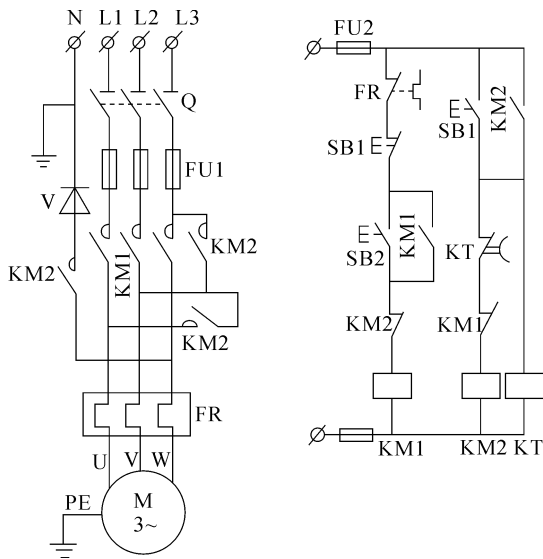 N L1 L2 L3
Q
FU1
V
KM2
KM1
KM2
KM2
FR
U V W
PE
M
3~
FU2
FR
SB1
KM2
SB1
SB2
KM1
KT
KM2
KM1
KM1 KM2 KT